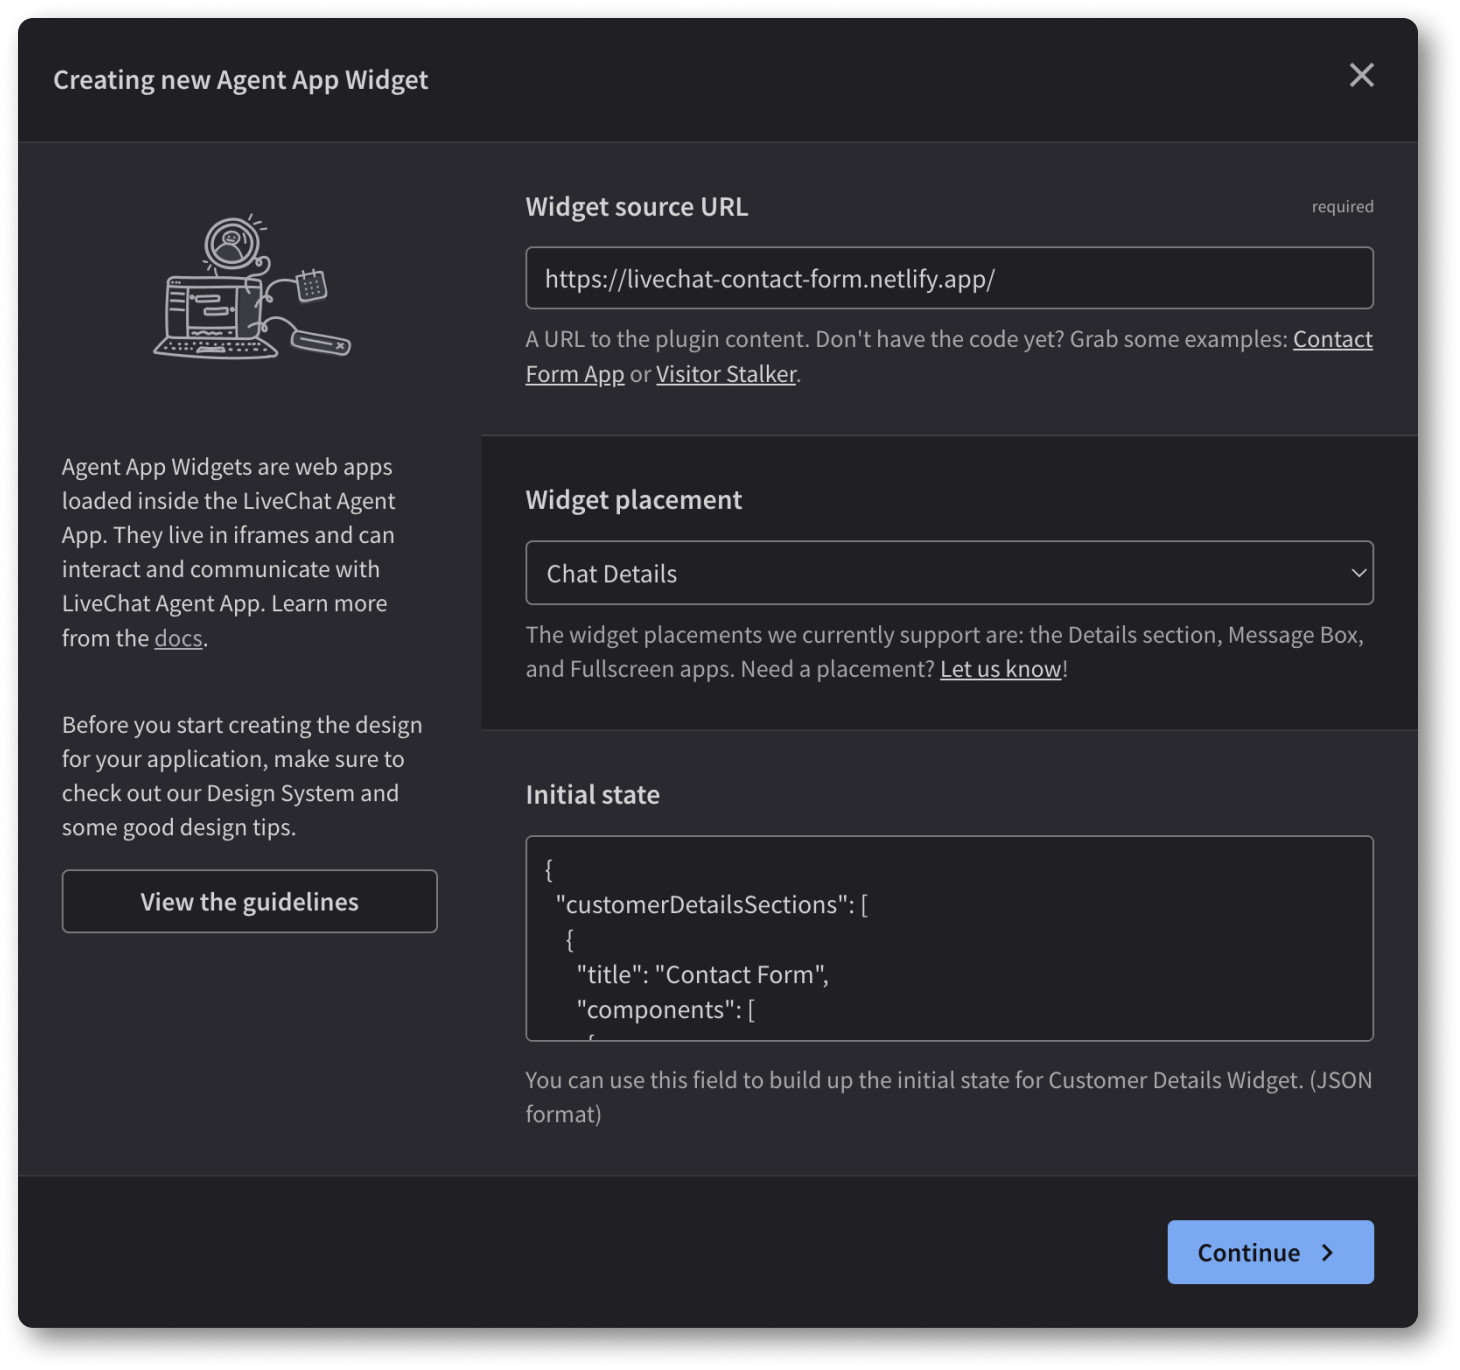 Creating new Agent App Widget
Agent App Widgets are web apps
loaded inside the LiveChat Agent
App. They live in iframes and can
interact and communicate with
LiveChat Agent App. Learn more
from the docs.
Before you start creating the design
for your application, make sure to
check out our Design System and
some good design tips.
View the guidelines
Widget source URL
required
https://livechat-contact-form.netlify.app/
A URL to the plugin content. Don't have the code yet? Grab some examples: Contact
Form App or Visitor Stalker.
Widget placement
Chat Details
The widget placements we currently support are: the Details section, Message Box,
and Fullscreen apps. Need a placement? Let us know!
Initial state
{
"customerDetailsSections": [
{
"title": "Contact Form",
"components": [
You can use this field to build up the initial state for Customer Details Widget. (JSON
format)
Continue